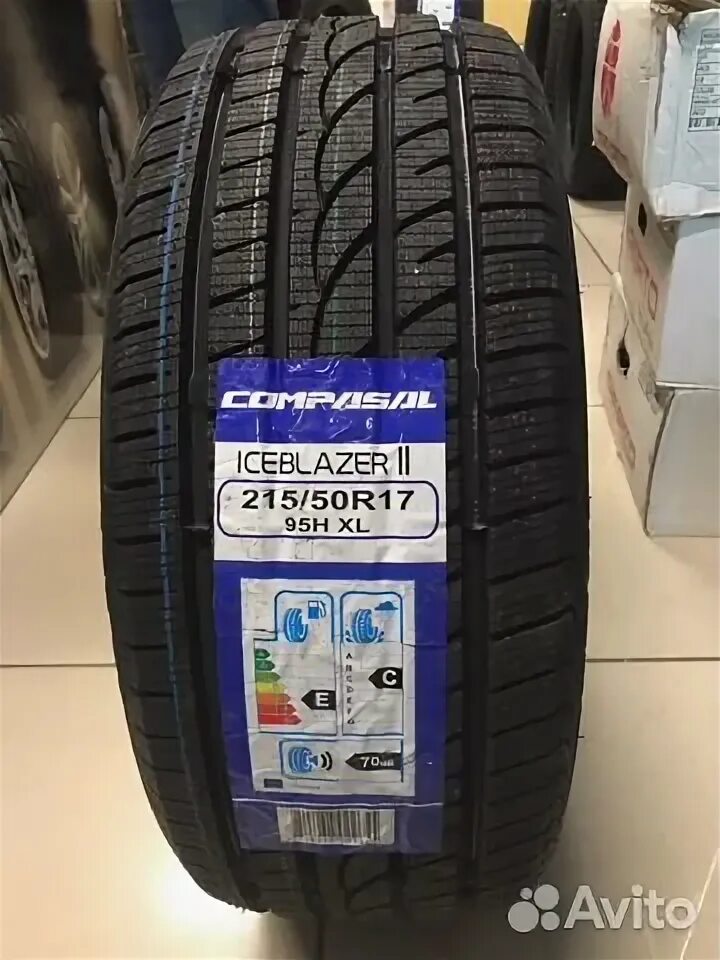 COMPASAL
ICEBLAZER II
215/50R17
95H XL
A
B
C
D
E
F
G
E
C
70dB
Avito